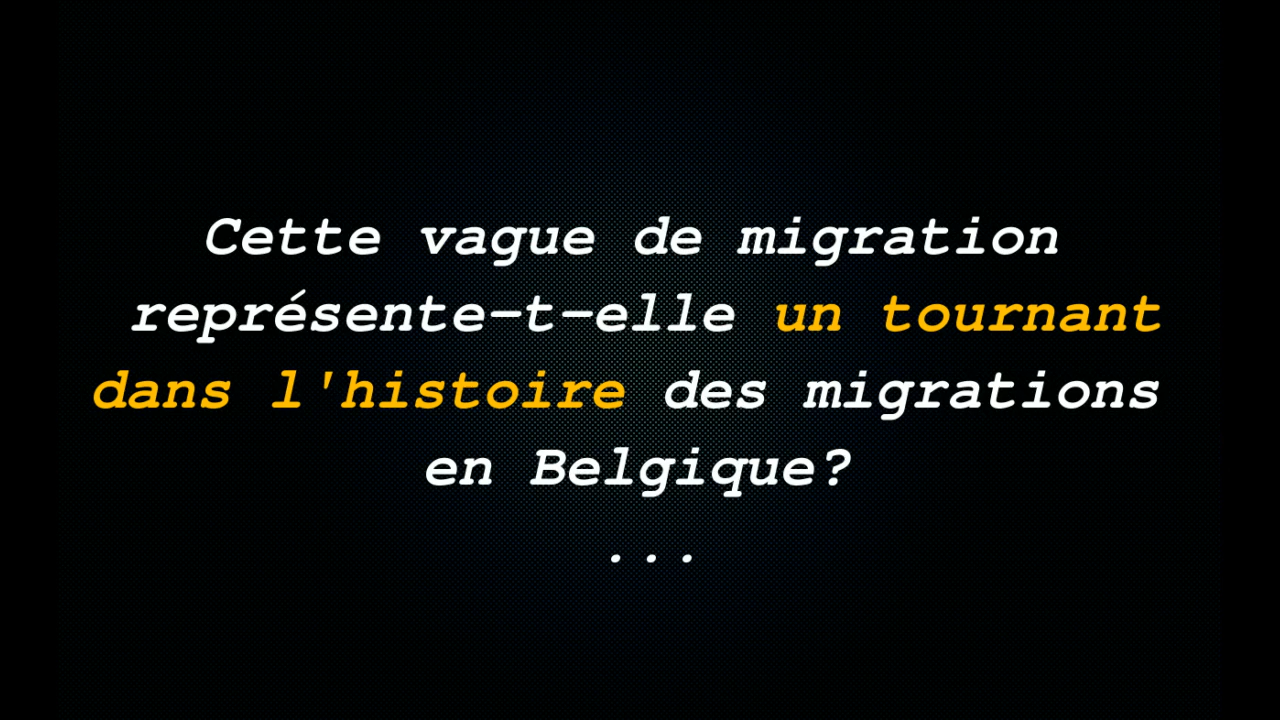 Cette vague de migration
représente-t-elle un tournant
dans l'histoire des migrations
en Belgique?
...